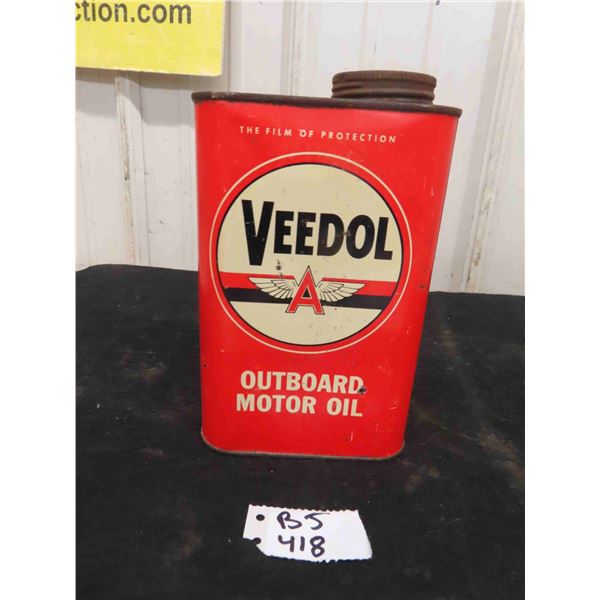 ction.com
THE FILM OF PROTECTION
VEEDOL
A
OUTBOARD
MOTOR OIL
B5
418